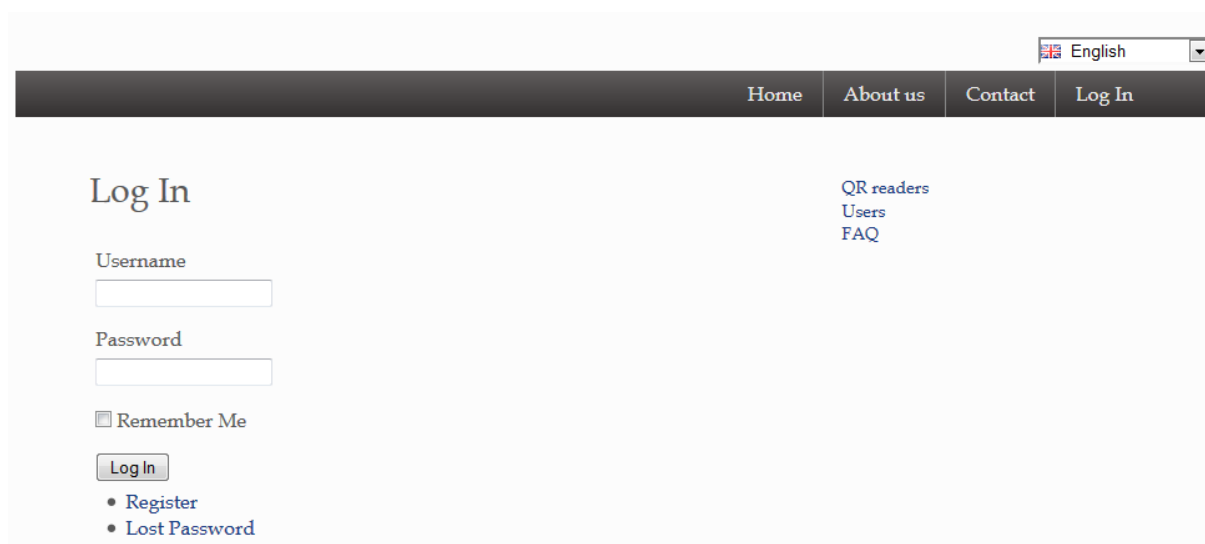 English
Home About us Contact Log In
Log In
QR readers
Users
FAQ
Username
Password
Remember Me
Log In
Register
Lost Password